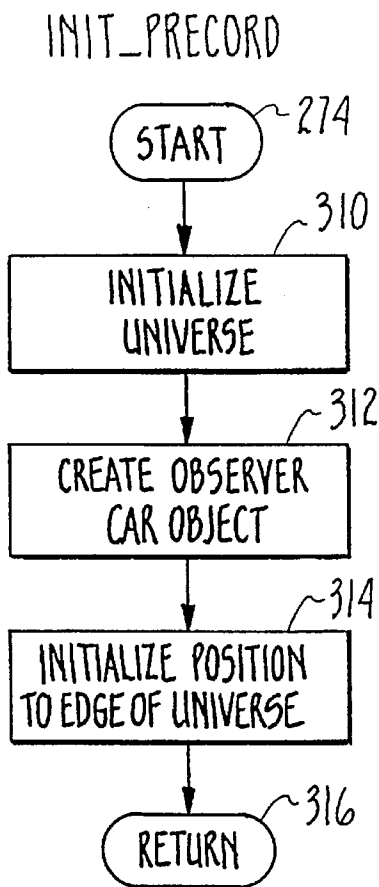 INIT_PRECORD
274
START
310
INITIALIZE
UNIVERSE
312
CREATE OBSERVER
CAR OBJECT
314
INITIALIZE POSITION
TO EDGE OF UNIVERSE
316
RETURN